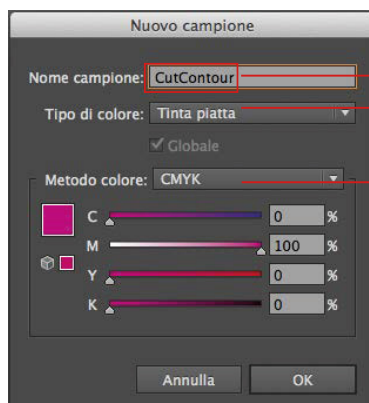 Nuovo campione
Nome campione: CutContour
Tipo di colore: Tinta piatta
Globale
Metodo colore: CMYK
C 0 %
M 100 %
Y 0 %
K 0 %
Annulla OK